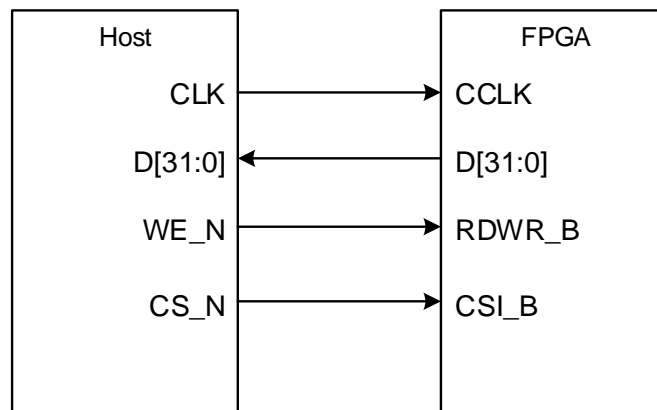 Host FPGA
CLK CCLK
D[31:0] D[31:0]
WE_N RDWR_B
CS_N CSI_B